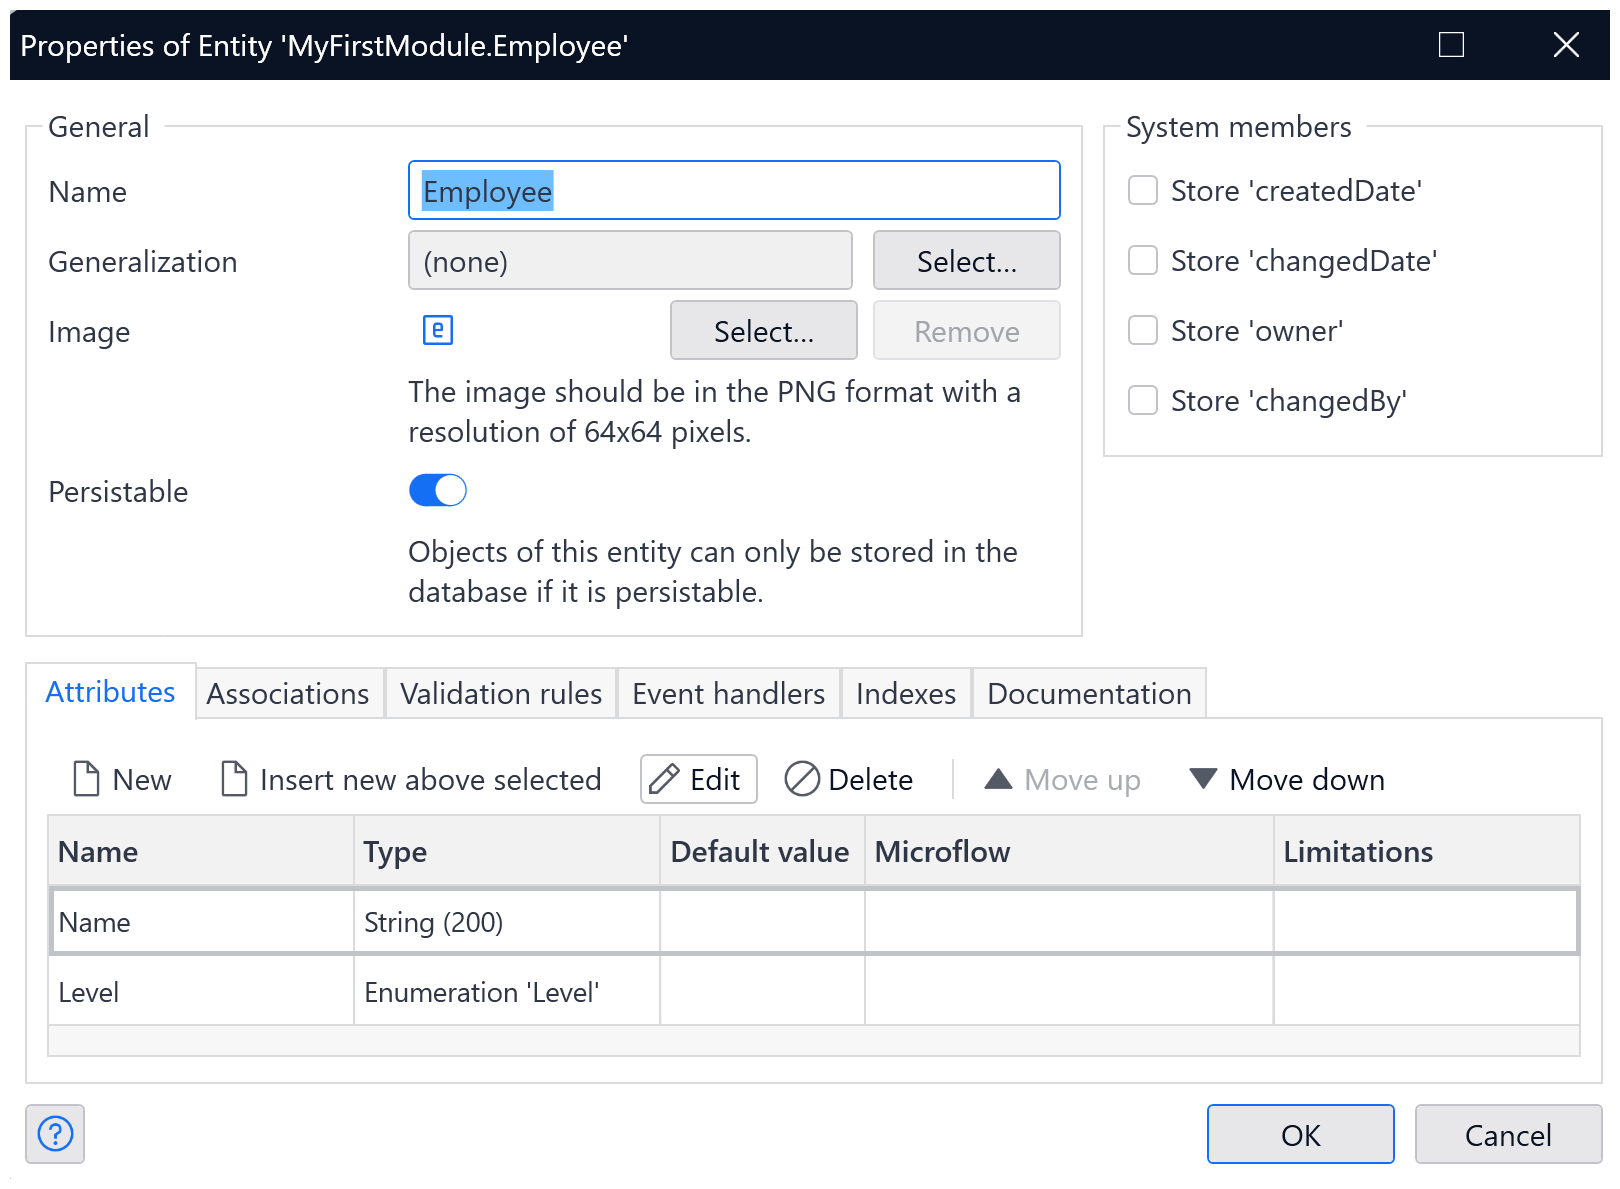 Properties of Entity 'MyFirstModule.Employee'
General
Name
Employee
Generalization
(none)
Select...
Image
e
Select...
Remove
The image should be in the PNG format with a
resolution of 64x64 pixels.
Persistable
Objects of this entity can only be stored in the
database if it is persistable.
System members
Store 'createdDate'
Store 'changedDate'
Store 'owner'
Store 'changedBy'
Attributes Associations Validation rules Event handlers Indexes Documentation
New Insert new above selected Edit Delete Move up Move down
Name Type Default value Microflow Limitations
Name String (200)
Level Enumeration 'Level'
? OK Cancel